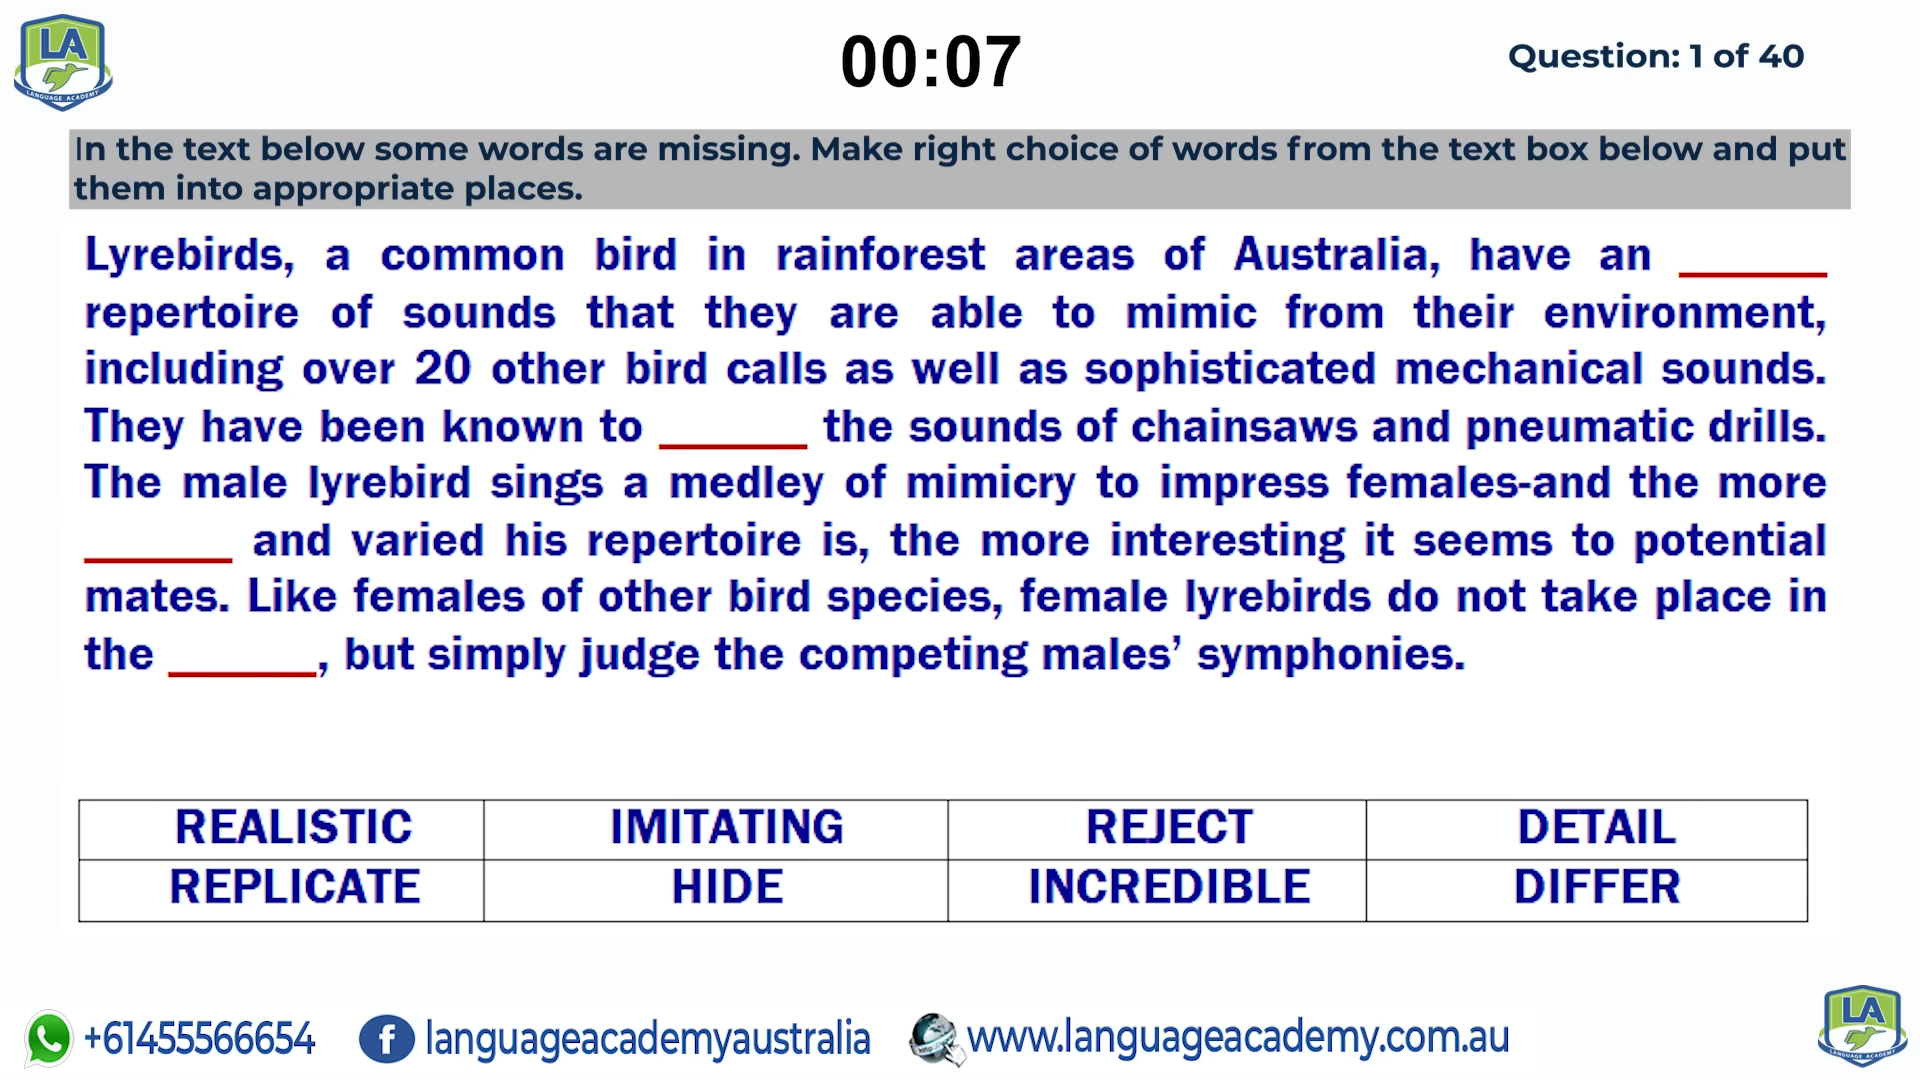 LA
LANGUAGE ACADEMY
00:07
Question: 1 of 40
In the text below some words are missing. Make right choice of words from the text box below and put
them into appropriate places.
Lyrebirds, a common bird in rainforest areas of Australia, have an ______
repertoire of sounds that they are able to mimic from their environment,
including over 20 other bird calls as well as sophisticated mechanical sounds.
They have been known to ______ the sounds of chainsaws and pneumatic drills.
The male lyrebird sings a medley of mimicry to impress females-and the more
______ and varied his repertoire is, the more interesting it seems to potential
mates. Like females of other bird species, female lyrebirds do not take place in
the ______, but simply judge the competing males’ symphonies.
REALISTIC IMITATING REJECT DETAIL
REPLICATE HIDE INCREDIBLE DIFFER
+61455566654 languageacademyaustralia www.languageacademy.com.au
LA
LANGUAGE ACADEMY